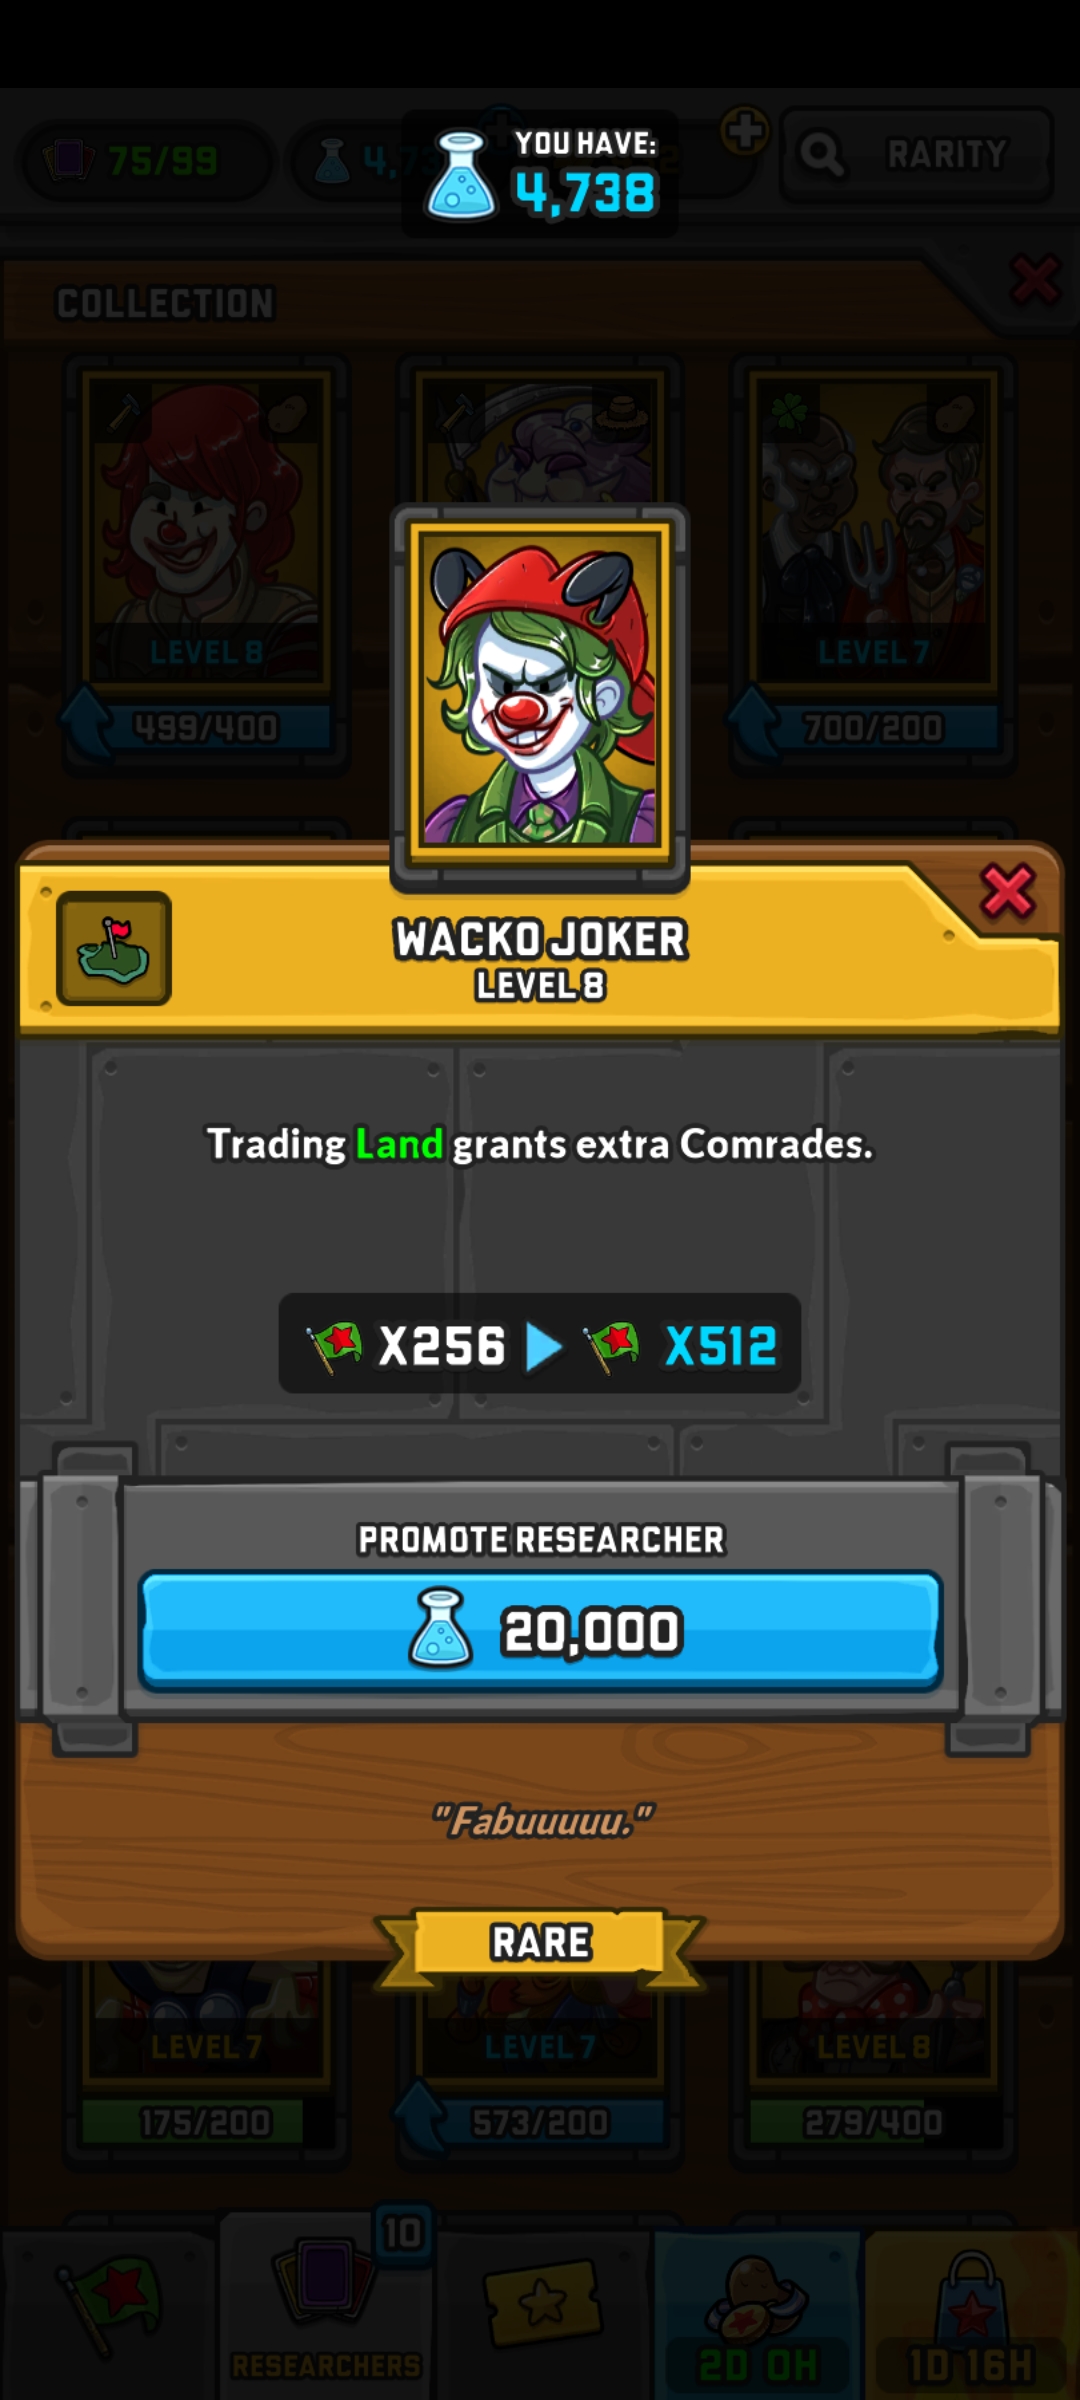 75/99
4,73
YOU HAVE:
4,738
RARITY
COLLECTION
LEVEL 8
LEVEL 7
499/400
700/200
WACKO JOKER
LEVEL 8
Trading Land grants extra Comrades.
X256
X512
PROMOTE RESEARCHER
20,000
"Fabuuuuu."
RARE
LEVEL 7
LEVEL 7
LEVEL 8
175/200
573/200
279/400
10
RESEARCHERS
2D 0H
1D 16H